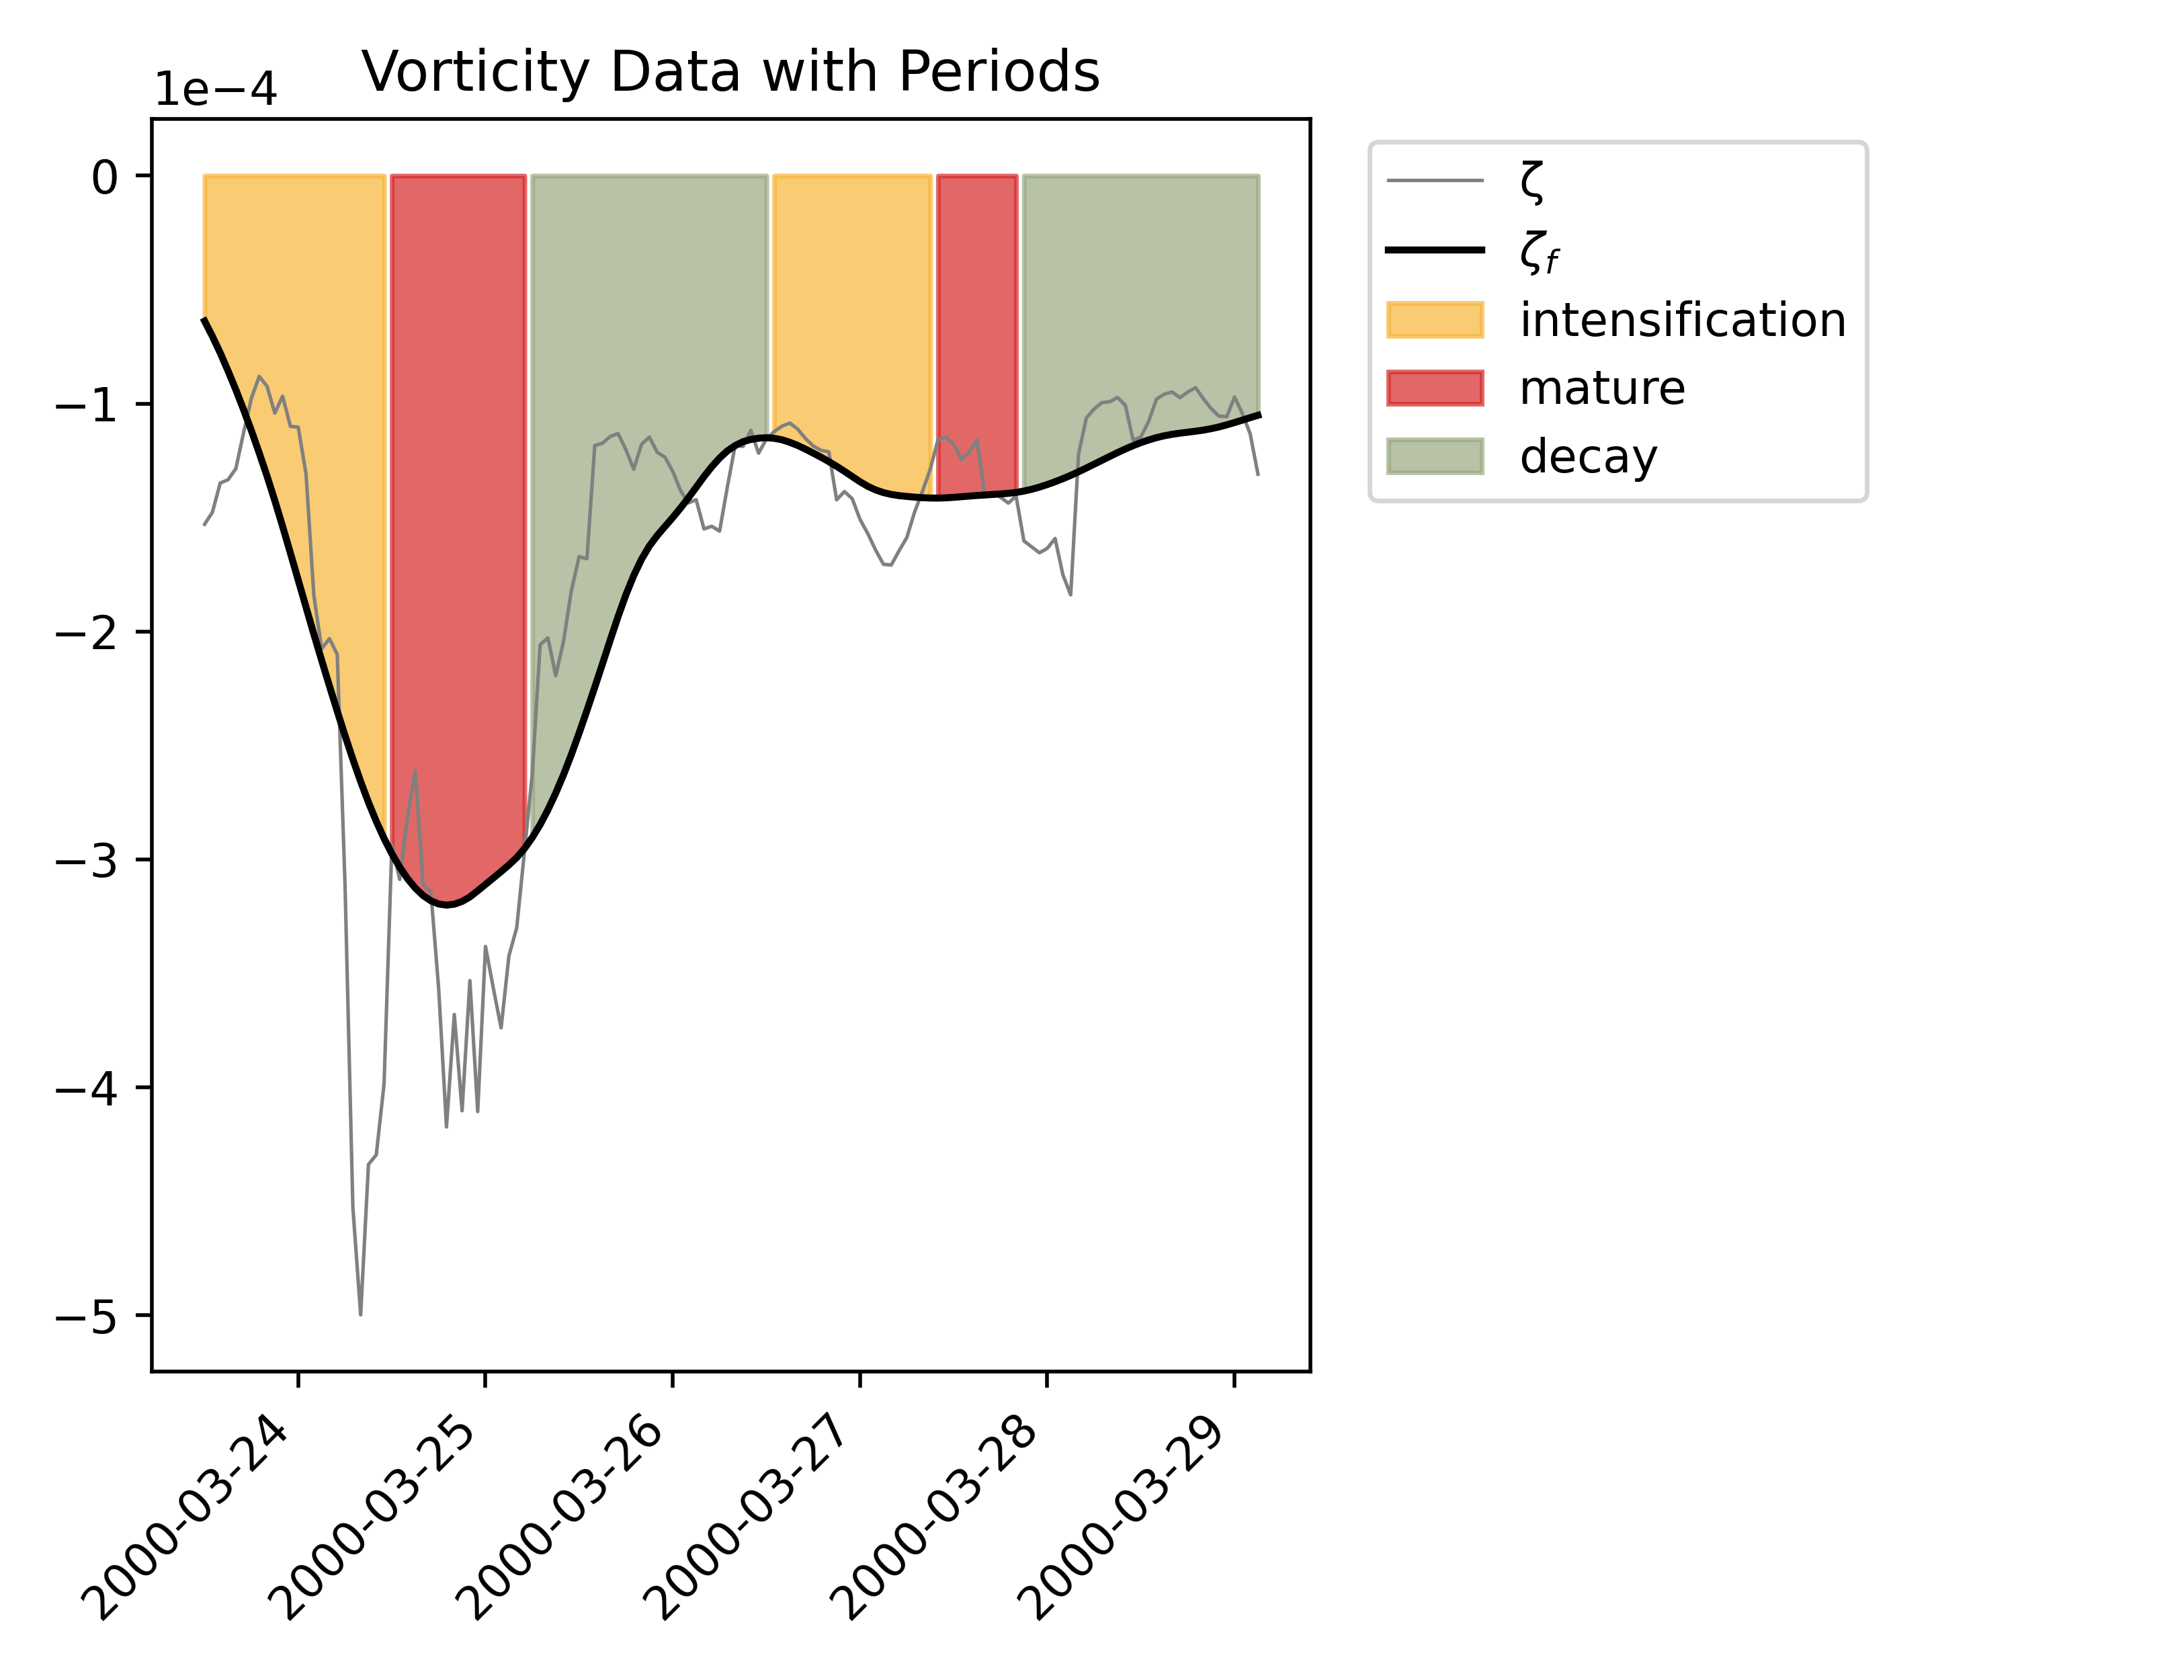 Vorticity Data with Periods
1e−4
0
−1
−2
−3
−4
−5
2000-03-24
2000-03-25
2000-03-26
2000-03-27
2000-03-28
2000-03-29
ζ
ζf
intensification
mature
decay